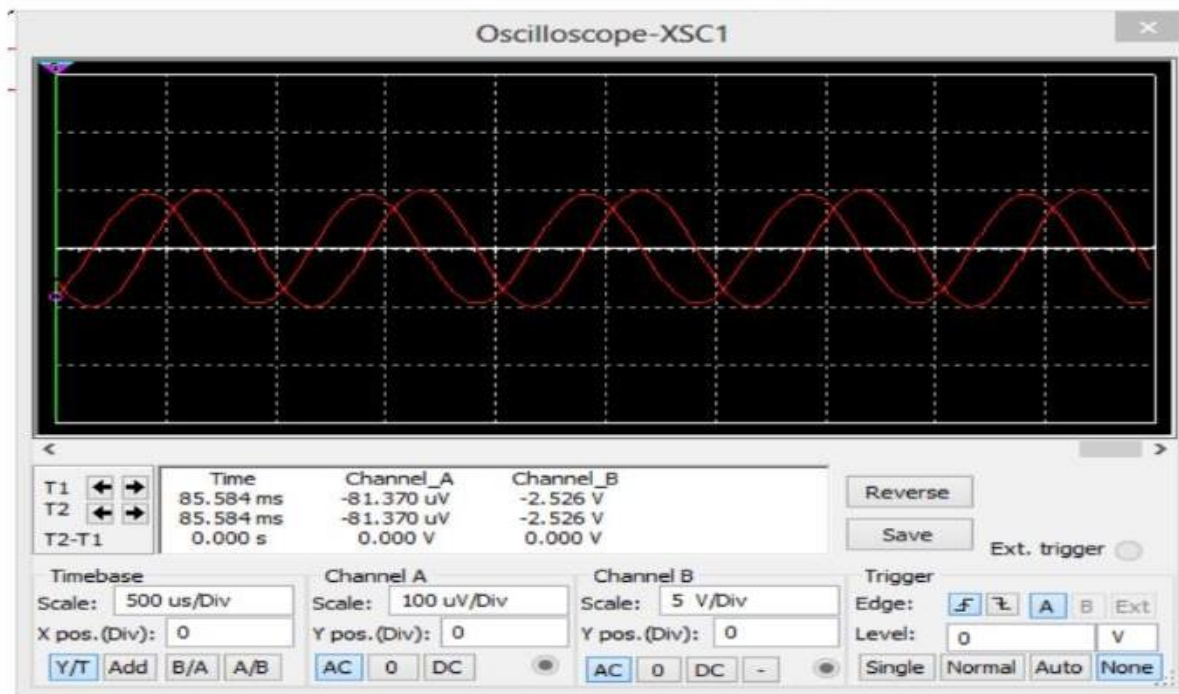 Oscilloscope-XSC1
Time Channel_A Channel_B
T1 85.584 ms -81.370 uV -2.526 V
T2 85.584 ms -81.370 uV -2.526 V
T2-T1 0.000 s 0.000 V 0.000 V
Reverse
Save
Ext. trigger
Timebase
Scale: 500 us/Div
X pos.(Div): 0
Y/T Add B/A A/B
Channel A
Scale: 100 uV/Div
Y pos.(Div): 0
AC 0 DC
Channel B
Scale: 5 V/Div
Y pos.(Div): 0
AC 0 DC -
Trigger
Edge: A B Ext
Level: 0 V
Single Normal Auto None